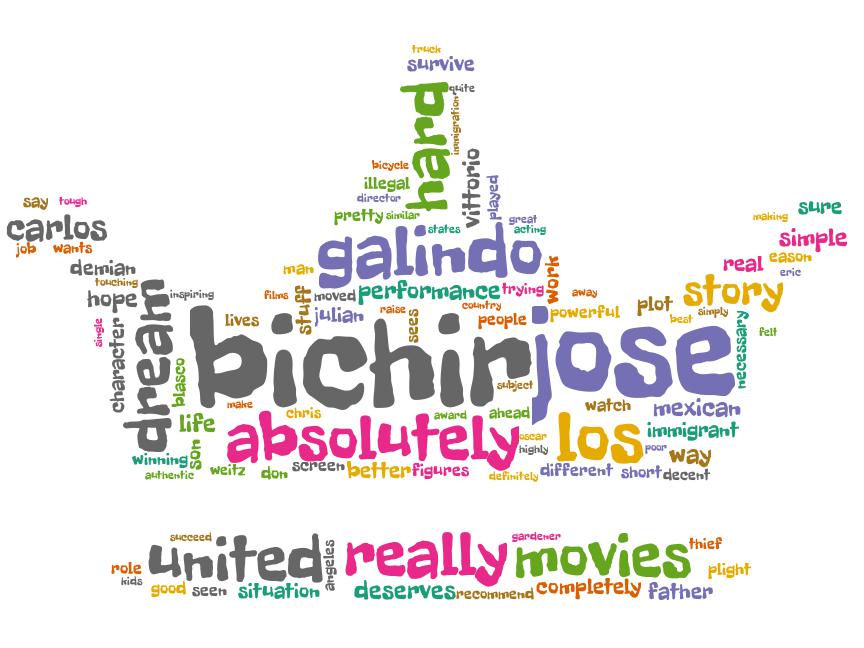 truck
survive
quite
hard
immigration
bicycle
illegal
vittorio
director
played
pretty
similar
great
states
acting
say
tough
carlos
job
wants
demian
touching
hope
inspiring
making
sure
simple
real
eason
eric
galindo
man
work
films
stuff
moved
performance
trying
away
story
single
character
dream
lives
julian
raise
sees
country
people
powerful
plot
best
simply
necessary
felt
blasco
bichir
jose
subject
make
chris
award
ahead
watch
mexican
life
absolutely
oscar
los
immigrant
highly
poor
way
winning
son
authentic
weitz
don
screen
better
figures
definitely
different
short
decent
succeed
united
angeles
really
gardener
movies
thief
role
kids
plight
good
seen
situation
deserves
recommend
completely
father